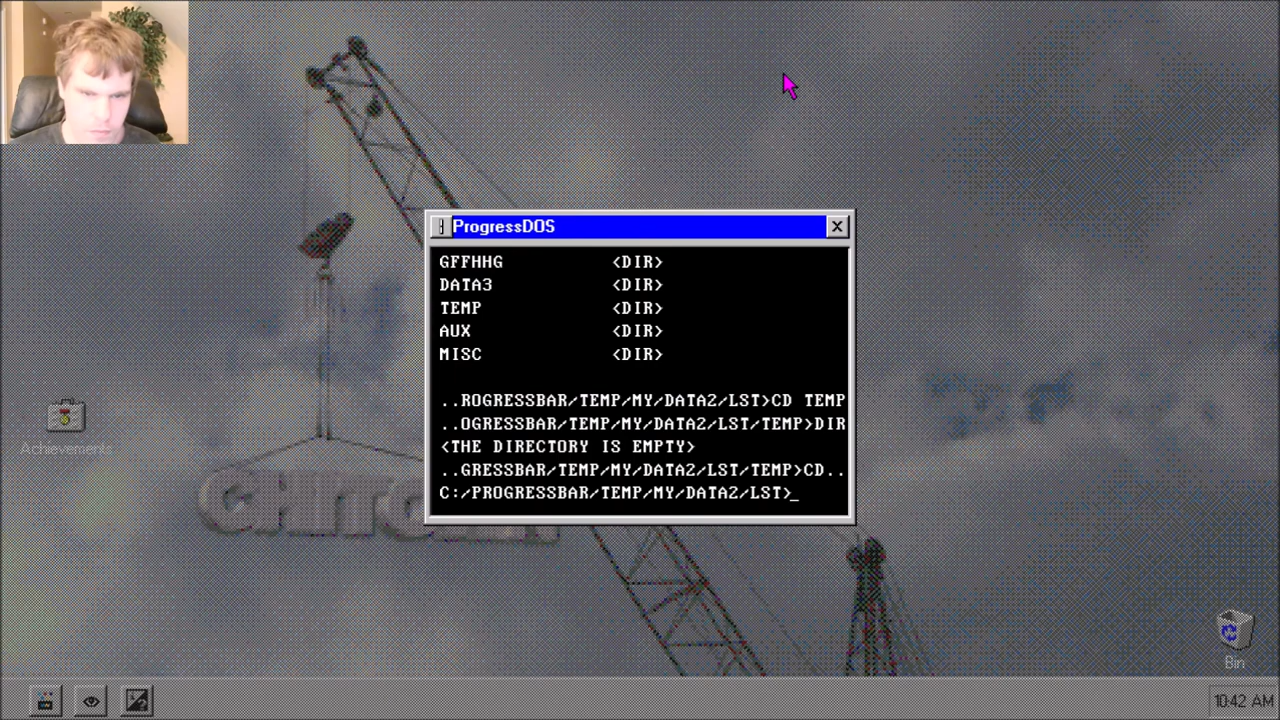 ProgressDOS
GFFHHG <DIR>
DATA3 <DIR>
TEMP <DIR>
AUX <DIR>
MISC <DIR>
..ROGRESSBAR/TEMP/MY/DATA2/LST>CD TEMP
..OGRESSBAR/TEMP/MY/DATA2/LST/TEMP>DIR
<THE DIRECTORY IS EMPTY>
..GRESSBAR/TEMP/MY/DATA2/LST/TEMP>CD..
C:/PROGRESSBAR/TEMP/MY/DATA2/LST>_
Achievements
Bin
10:42 AM